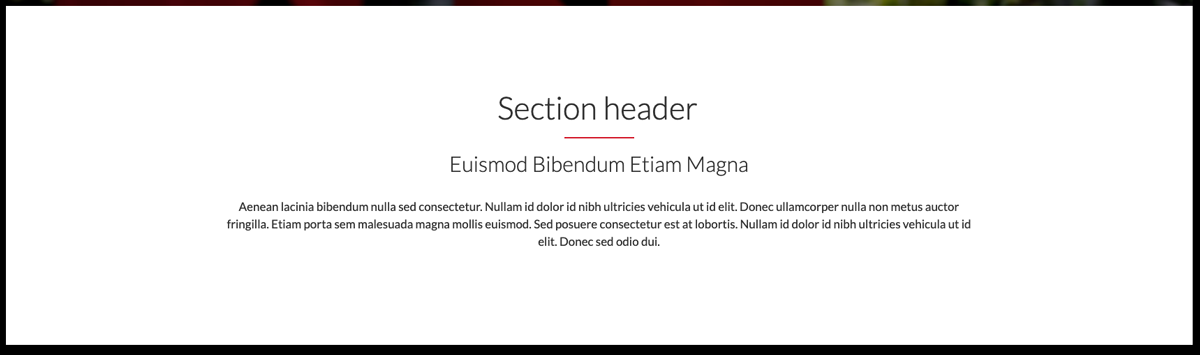 Section header
Euismod Bibendum Etiam Magna
Aenean lacinia bibendum nulla sed consectetur. Nullam id dolor id nibh ultricies vehicula ut id elit. Donec ullamcorper nulla non metus auctor
fringilla. Etiam porta sem malesuada magna mollis euismod. Sed posuere consectetur est at lobortis. Nullam id dolor id nibh ultricies vehicula ut id
elit. Donec sed odio dui.